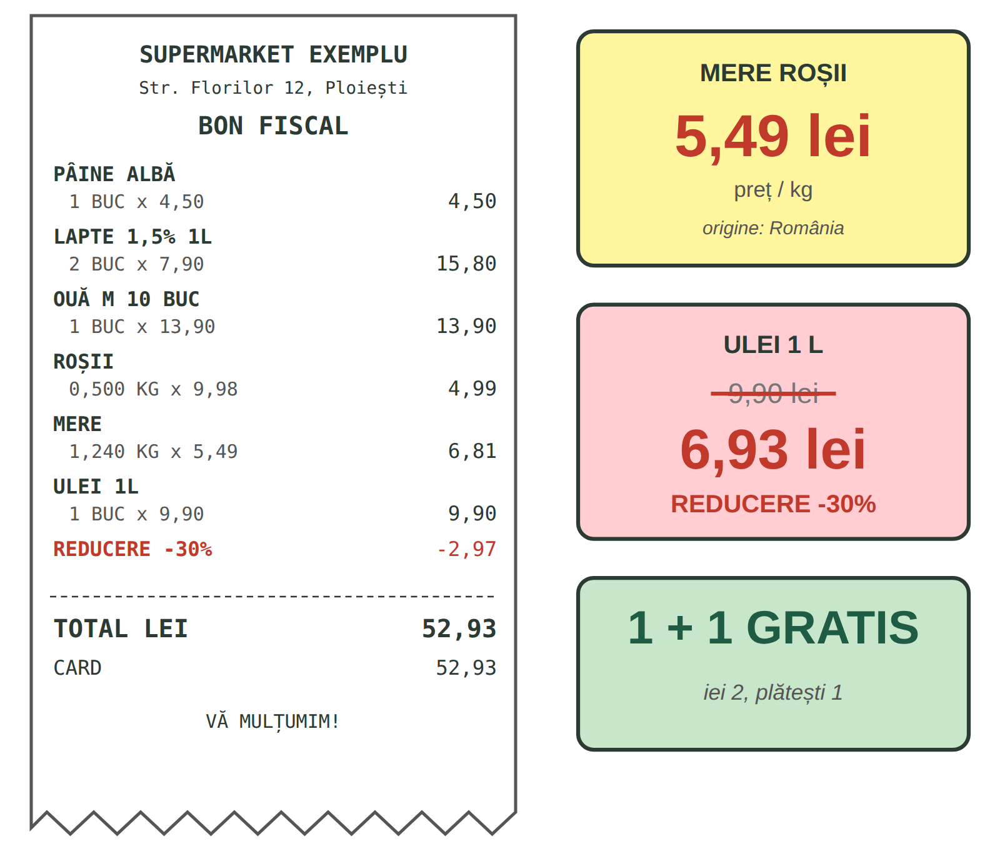 SUPERMARKET EXEMPLU
Str. Florilor 12, Ploiești
BON FISCAL
PÂINE ALBĂ
1 BUC x 4,50 4,50
LAPTE 1,5% 1L
2 BUC x 7,90 15,80
OUĂ M 10 BUC
1 BUC x 13,90 13,90
ROȘII
0,500 KG x 9,98 4,99
MERE
1,240 KG x 5,49 6,81
ULEI 1L
1 BUC x 9,90 9,90
REDUCERE -30% -2,97
TOTAL LEI 52,93
CARD 52,93
VĂ MULȚUMIM!
MERE ROȘII
5,49 lei
preț / kg
origine: România
ULEI 1 L
9,90 lei
6,93 lei
REDUCERE -30%
1 + 1 GRATIS
iei 2, plătești 1